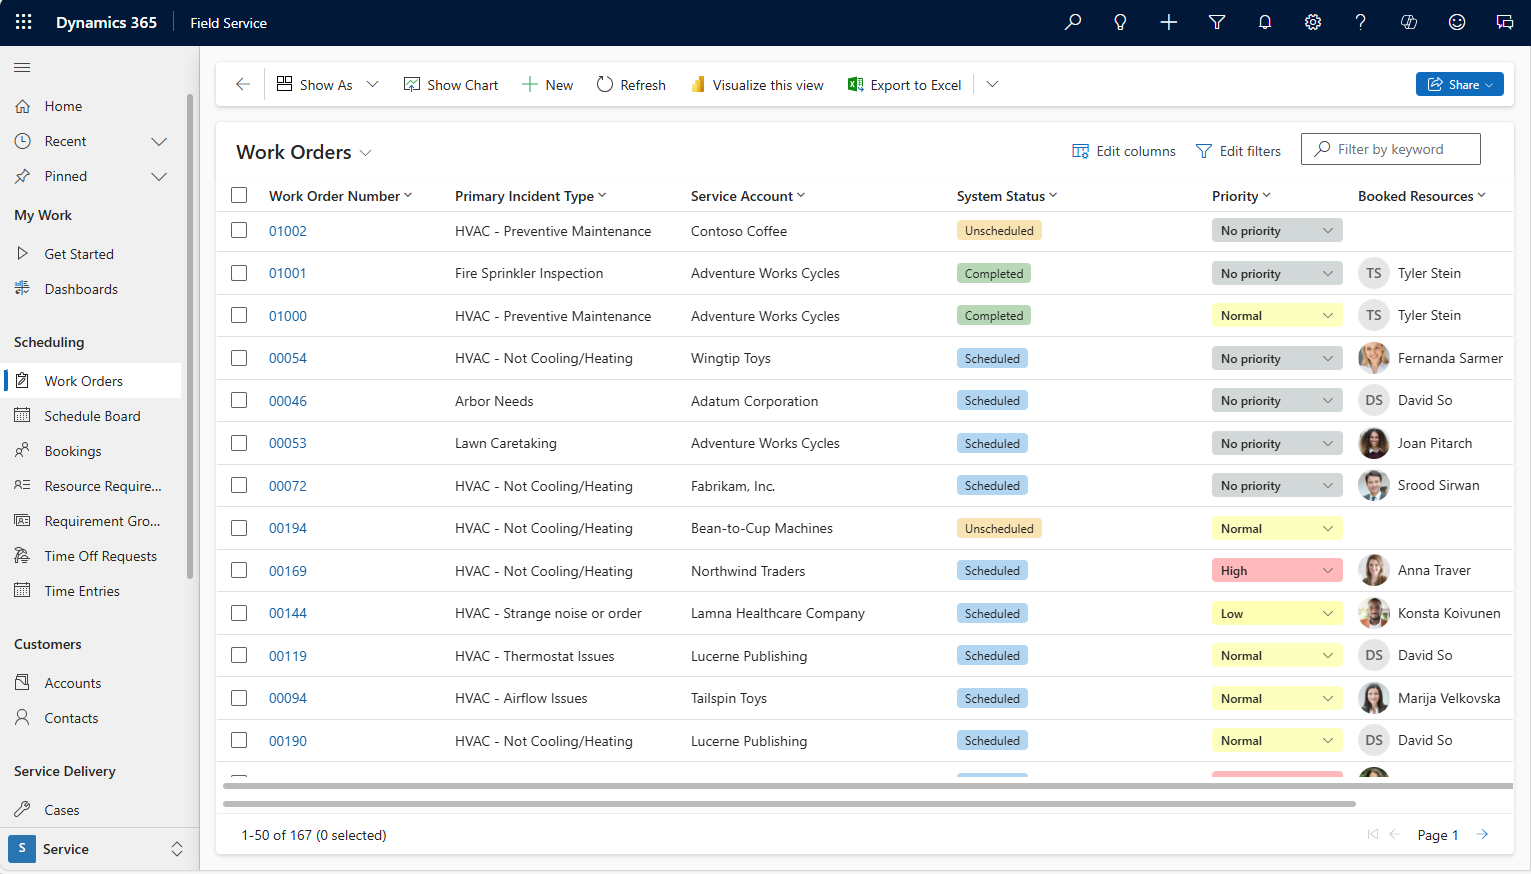 Dynamics 365 Field Service
Home
Recent
Pinned
My Work
Get Started
Dashboards
Scheduling
Work Orders
Schedule Board
Bookings
Resource Require...
Requirement Gro...
Time Off Requests
Time Entries
Customers
Accounts
Contacts
Service Delivery
Cases
S Service
Show As Show Chart New Refresh Visualize this view Export to Excel Share
Work Orders Edit columns Edit filters Filter by keyword
Work Order Number Primary Incident Type Service Account System Status Priority Booked Resources
01002 HVAC - Preventive Maintenance Contoso Coffee Unscheduled No priority
01001 Fire Sprinkler Inspection Adventure Works Cycles Completed No priority TS Tyler Stein
01000 HVAC - Preventive Maintenance Adventure Works Cycles Completed Normal TS Tyler Stein
00054 HVAC - Not Cooling/Heating Wingtip Toys Scheduled No priority Fernanda Sarmer
00046 Arbor Needs Adatum Corporation Scheduled No priority DS David So
00053 Lawn Caretaking Adventure Works Cycles Scheduled No priority Joan Pitarch
00072 HVAC - Not Cooling/Heating Fabrikam, Inc. Scheduled No priority Srood Sirwan
00194 HVAC - Not Cooling/Heating Bean-to-Cup Machines Unscheduled Normal
00169 HVAC - Not Cooling/Heating Northwind Traders Scheduled High Anna Traver
00144 HVAC - Strange noise or order Lamna Healthcare Company Scheduled Low Konsta Koivunen
00119 HVAC - Thermostat Issues Lucerne Publishing Scheduled Normal DS David So
00094 HVAC - Airflow Issues Tailspin Toys Scheduled Normal Marija Velkovska
00190 HVAC - Not Cooling/Heating Lucerne Publishing Scheduled Normal DS David So
1-50 of 167 (0 selected) Page 1